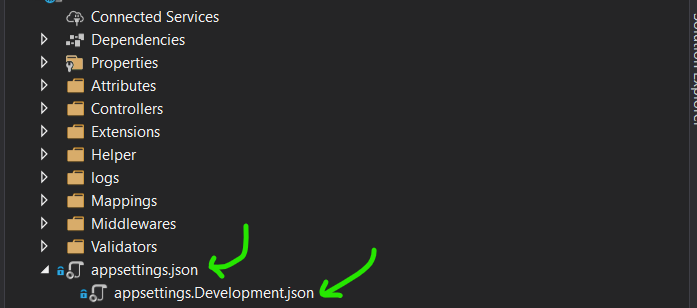 Connected Services
Dependencies
Properties
Attributes
Controllers
Extensions
Helper
logs
Mappings
Middlewares
Validators
appsettings.json
appsettings.Development.json
Solution Explorer